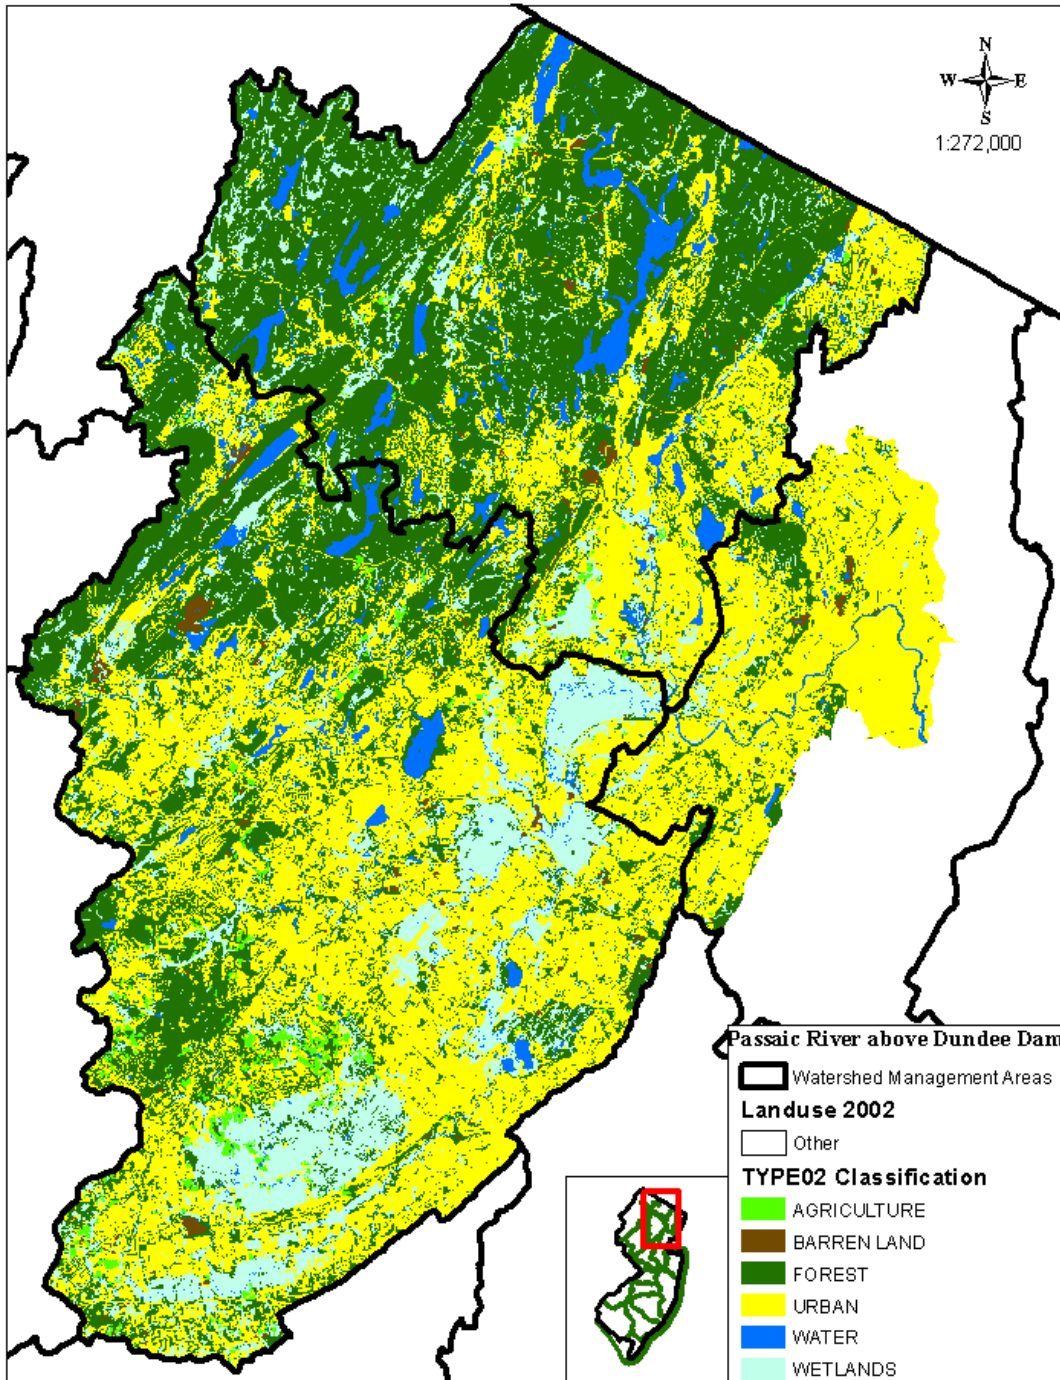 N
W E
S
1:272,000
Passaic River above Dundee Dam
Watershed Management Areas
Landuse 2002
Other
TYPE02 Classification
AGRICULTURE
BARREN LAND
FOREST
URBAN
WATER
WETLANDS